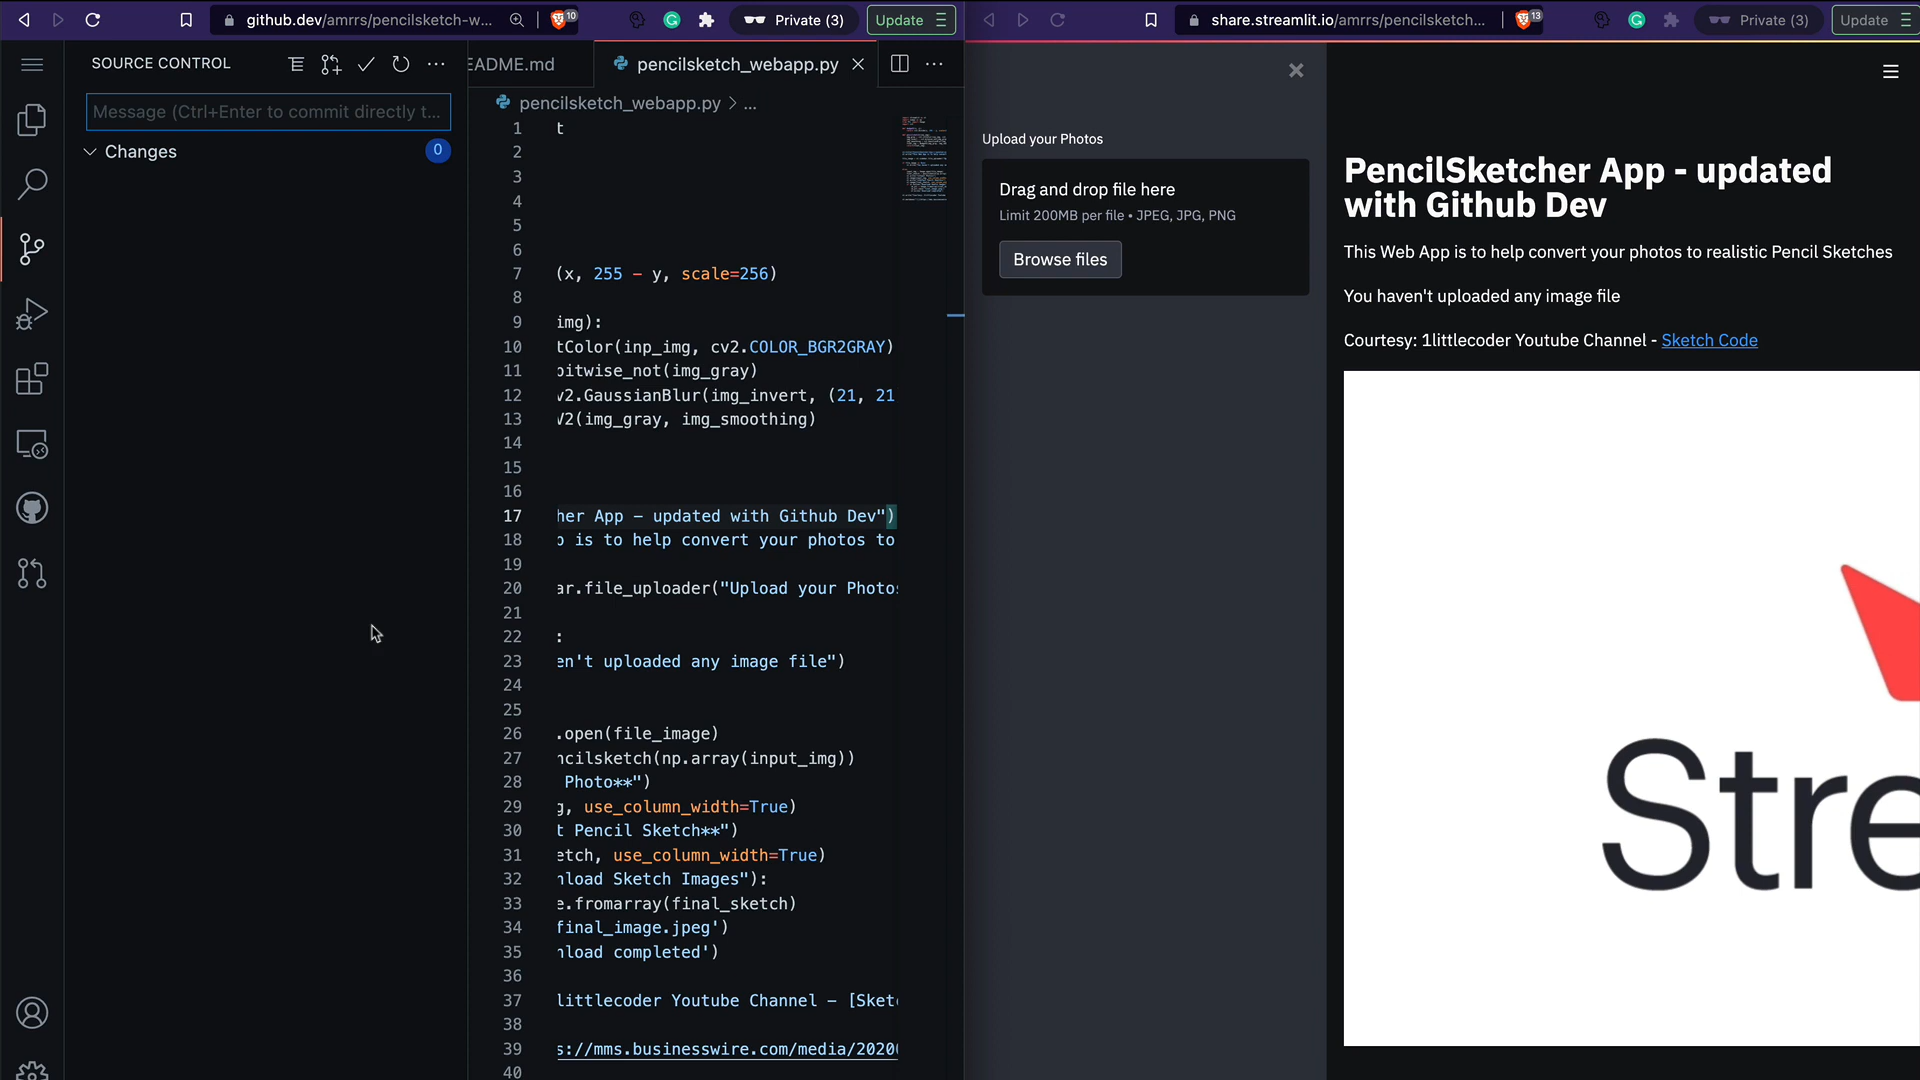 github.dev/amrrs/pencilsketch-w...
10
Private (3)
Update
SOURCE CONTROL
Message (Ctrl+Enter to commit directly t...
Changes
0
EADME.md
pencilsketch_webapp.py
pencilsketch_webapp.py > ...
1 t
2
3
4
5
6
7 (x, 255 - y, scale=256)
8
9 img):
10 tColor(inp_img, cv2.COLOR_BGR2GRAY)
11 bitwise_not(img_gray)
12 v2.GaussianBlur(img_invert, (21, 21
13 V2(img_gray, img_smoothing)
14
15
16
17 her App - updated with Github Dev")
18 p is to help convert your photos to
19
20 ar.file_uploader("Upload your Photos
21
22 :
23 en't uploaded any image file")
24
25
26 .open(file_image)
27 ncilsketch(np.array(input_img))
28 Photo**")
29 g, use_column_width=True)
30 t Pencil Sketch**")
31 etch, use_column_width=True)
32 nload Sketch Images"):
33 e.fromarray(final_sketch)
34 final_image.jpeg')
35 nload completed')
36
37 littlecoder Youtube Channel - [Sketc
38
39 s://mms.businesswire.com/media/2020
40
share.streamlit.io/amrrs/pencilsketch...
13
Private (3)
Update
Upload your Photos
Drag and drop file here
Limit 200MB per file • JPEG, JPG, PNG
Browse files
PencilSketcher App - updated
with Github Dev
This Web App is to help convert your photos to realistic Pencil Sketches
You haven't uploaded any image file
Courtesy: 1littlecoder Youtube Channel - Sketch Code
Stre